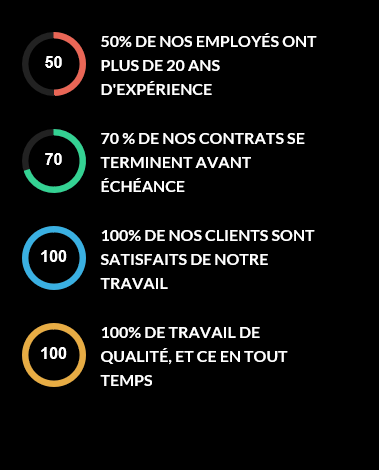 50
50% DE NOS EMPLOYÉS ONT
PLUS DE 20 ANS
D'EXPÉRIENCE
70
70 % DE NOS CONTRATS SE
TERMINENT AVANT
ÉCHÉANCE
100
100% DE NOS CLIENTS SONT
SATISFAITS DE NOTRE
TRAVAIL
100
100% DE TRAVAIL DE
QUALITÉ, ET CE EN TOUT
TEMPS